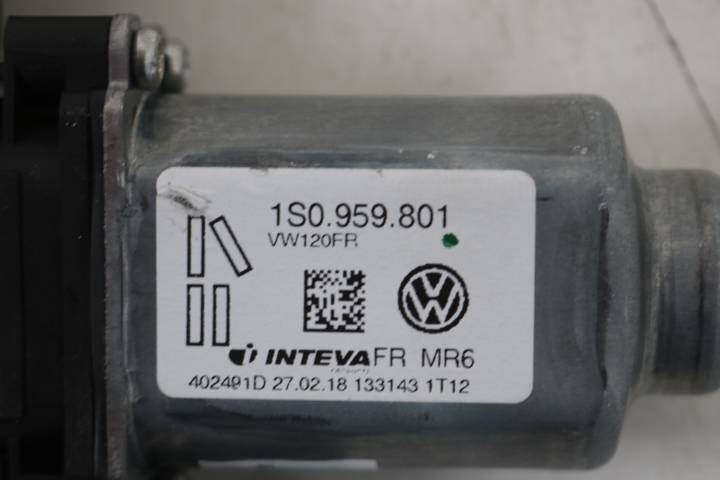 1S0.959.801
VW120FR
INTEVA FR MR6
402491D 27.02.18 133143 1T12